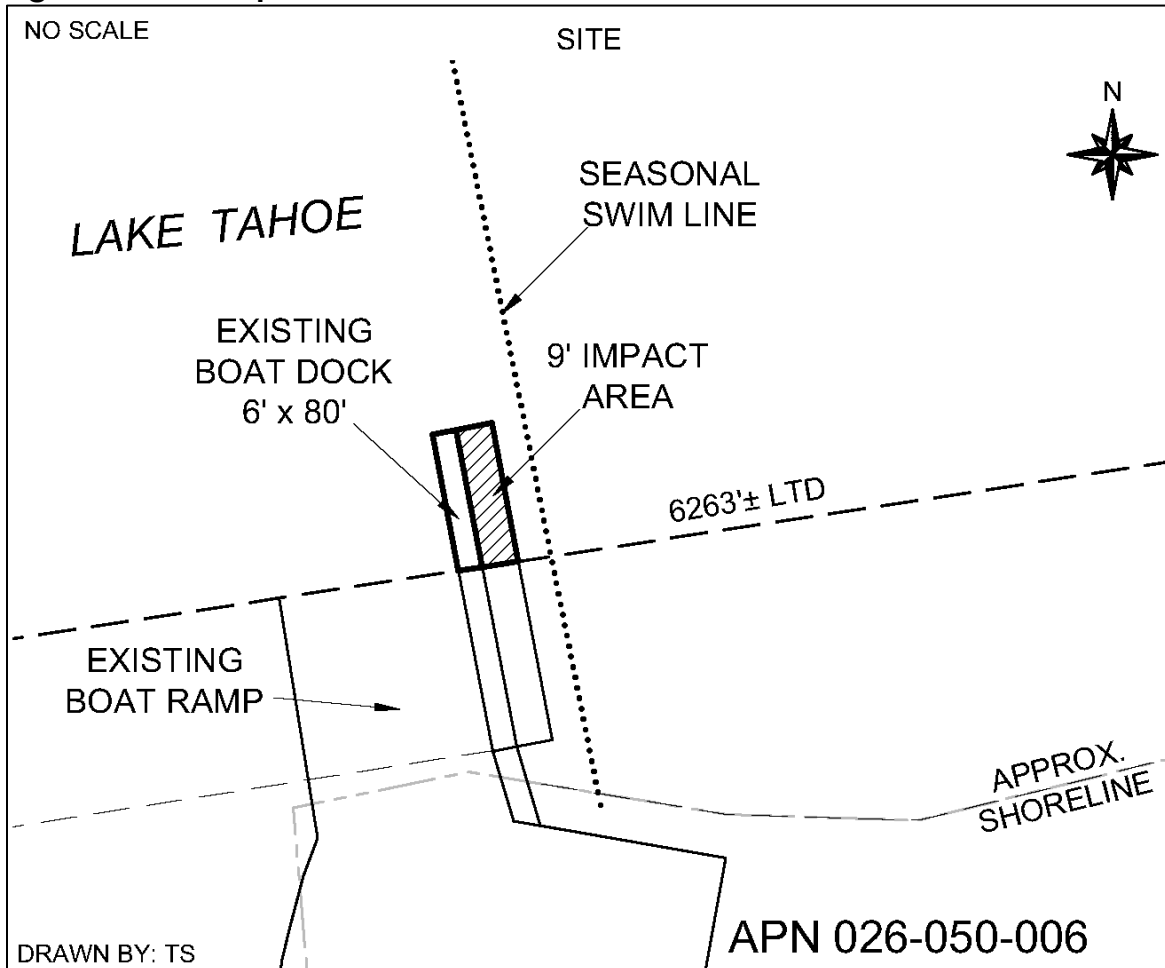 NO SCALE
SITE
N
SEASONAL
SWIM LINE
LAKE TAHOE
EXISTING
BOAT DOCK
6' x 80'
9' IMPACT
AREA
6263'± LTD
EXISTING
BOAT RAMP
APPROX.
SHORELINE
APN 026-050-006
DRAWN BY: TS